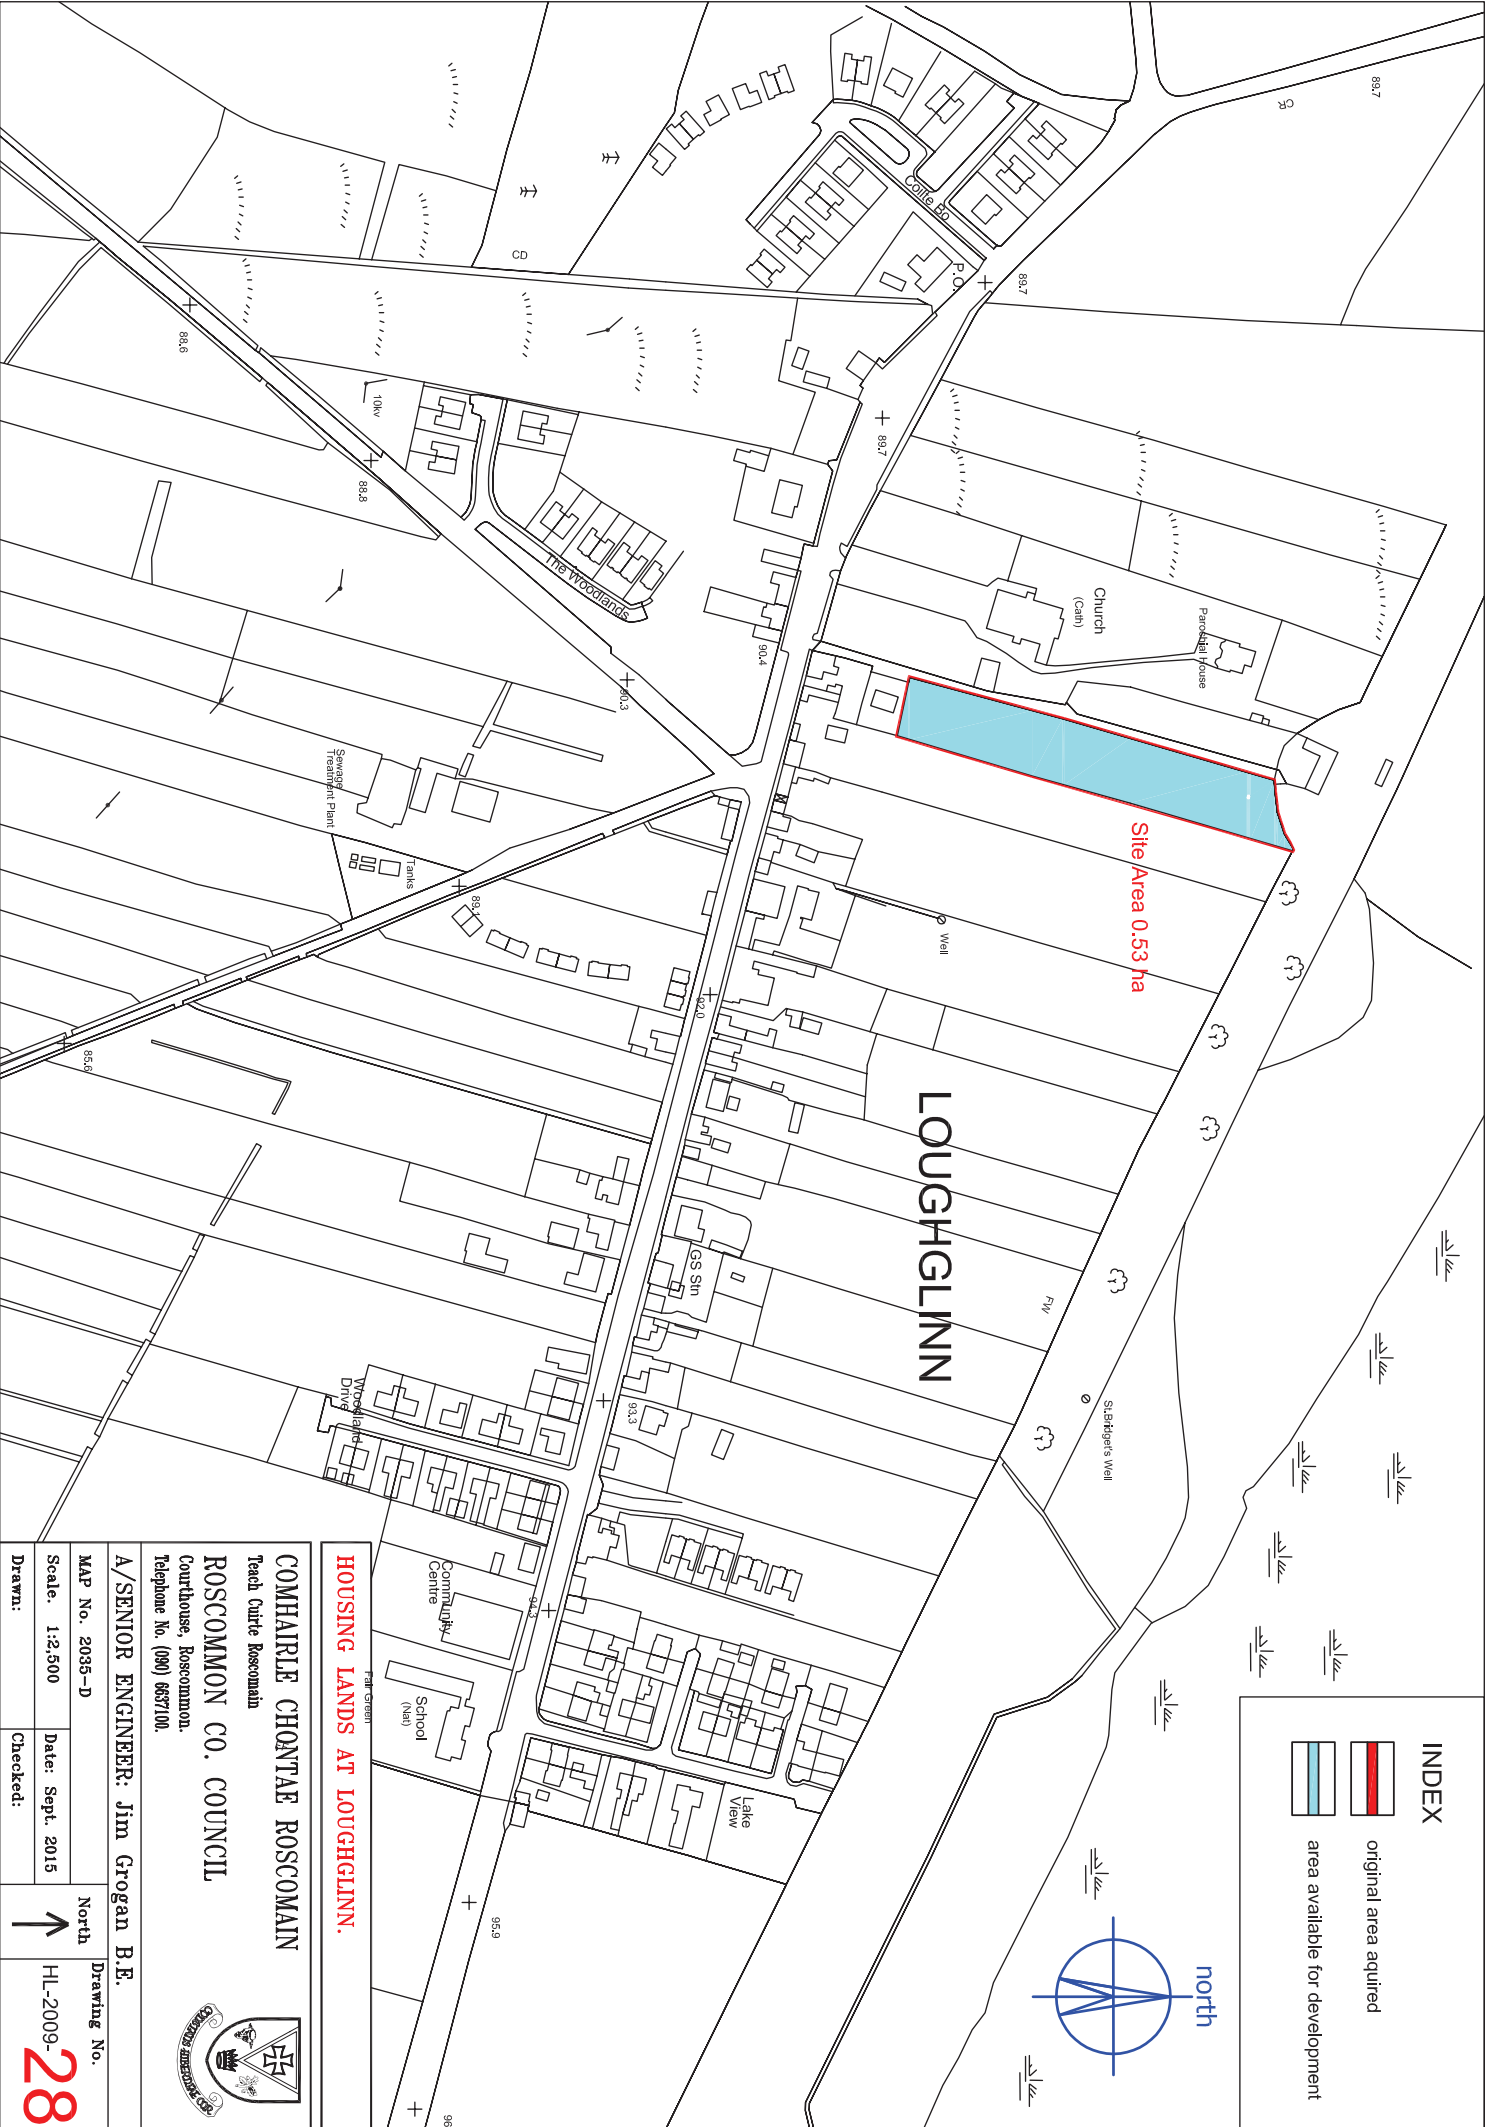 INDEX
original area aquired
area available for development
north
89.7
CR
89.7
Coille Bo
P.O.
CD
89.7
88.6
10kv
88.8
The Woodlands
90.3
90.4
Church
(Cath)
Parochial House
Site Area 0.53 ha
Well
Sewage
Treatment Plant
Tanks
89.1
92.0
85.6
LOUGHGLINN
GS Stn
FW
St.Bridget's Well
93.3
Woodland
Drive
Community
Centre
94.3
School
(Nat)
Fair Green
Lake
View
95.9
96
HOUSING LANDS AT LOUGHGLINN.
COMHAIRLE CHONTAE ROSCOMAIN
Teach Cuirte Roscomain
ROSCOMMON CO. COUNCIL
Courthouse, Roscommon.
Telephone No. (090) 6637100.
A/SENIOR ENGINEER: Jim Grogan B.E.
MAP No. 2035-D
Scale. 1:2,500
Date: Sept. 2015
Drawn:
Checked:
North
Drawing No.
HL-2009-28